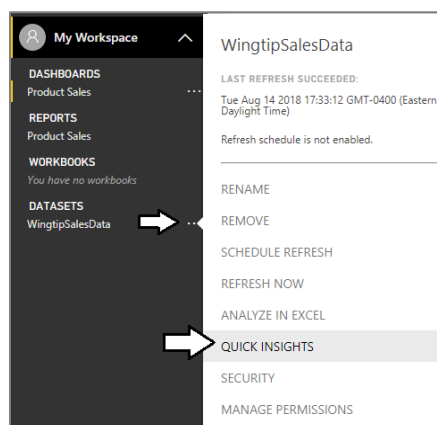 My Workspace
DASHBOARDS
Product Sales
REPORTS
Product Sales
WORKBOOKS
You have no workbooks
DATASETS
WingtipSalesData
WingtipSalesData
LAST REFRESH SUCCEEDED:
Tue Aug 14 2018 17:33:12 GMT-0400 (Eastern
Daylight Time)
Refresh schedule is not enabled.
RENAME
REMOVE
SCHEDULE REFRESH
REFRESH NOW
ANALYZE IN EXCEL
QUICK INSIGHTS
SECURITY
MANAGE PERMISSIONS